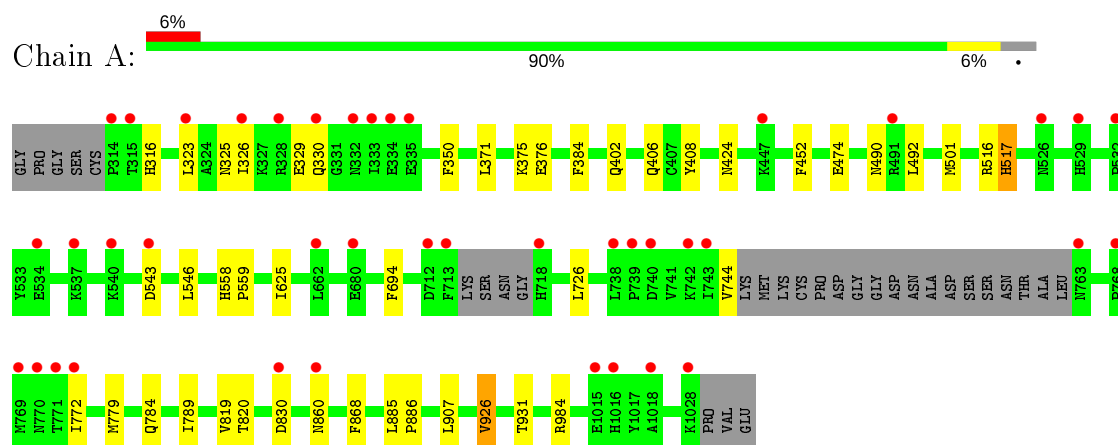 6%
Chain A:
90%
6%
GLY PRO GLY SER CYS P314 T315 H316 L323 A324 N325 I326 K327 R328 E329 Q330 G331 N332 I333 E334 E335 F350 L371 K375 E376 F384 Q402 Q406 C407 Y408 N424 K447 F452 E474 N490 R491 L492 M501 R516 H517 N526 H529
Y533 E534 K537 K540 D543 L546 H558 P559 I625 L662 E680 F694 D712 F713 LYS SER ASN GLY H718 L726 L738 P739 D740 V741 K742 I743 V744 LYS MET LYS CYS PRO ASP GLY GLY ASP ASN ALA ASP SER SER ASN THR ALA LEU N763
M769 N770 T771 I772 M779 Q784 I789 V819 T820 D830 N860 F868 L885 P886 L907 V926 T931 R984 E1015 H1016 Y1017 A1018 K1028 PRO VAL GLU